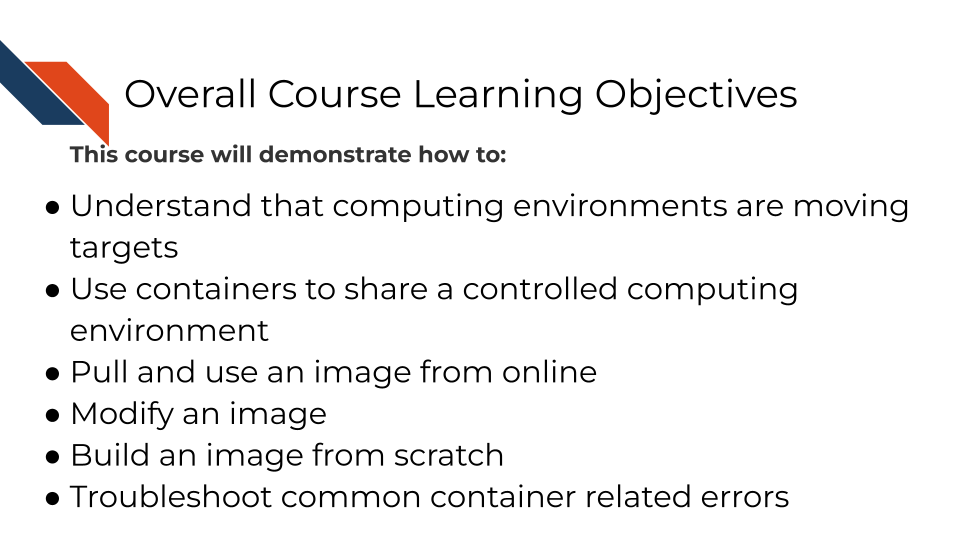 Overall Course Learning Objectives
This course will demonstrate how to:
● Understand that computing environments are moving
targets
● Use containers to share a controlled computing
environment
● Pull and use an image from online
● Modify an image
● Build an image from scratch
● Troubleshoot common container related errors